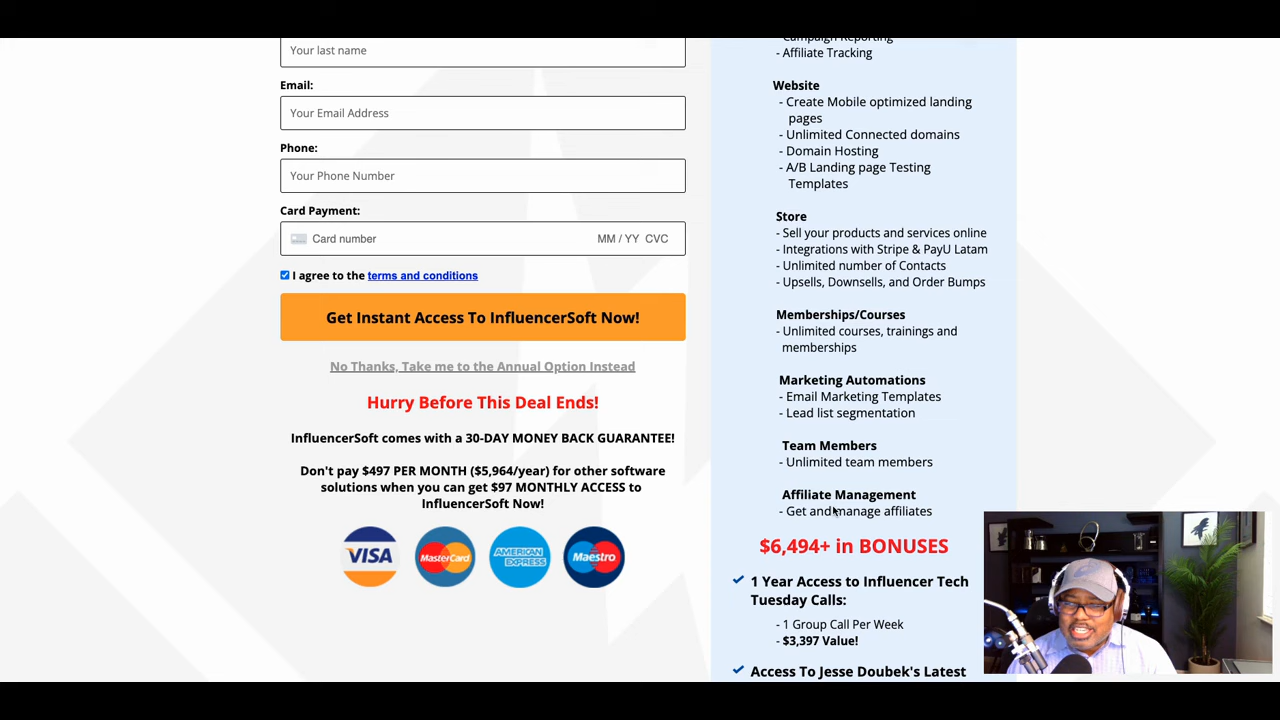 Your last name
Email:
Your Email Address
Phone:
Your Phone Number
Card Payment:
Card number MM / YY CVC
I agree to the terms and conditions
Get Instant Access To InfluencerSoft Now!
No Thanks, Take me to the Annual Option Instead
Hurry Before This Deal Ends!
InfluencerSoft comes with a 30-DAY MONEY BACK GUARANTEE!
Don't pay $497 PER MONTH ($5,964/year) for other software
solutions when you can get $97 MONTHLY ACCESS to
InfluencerSoft Now!
VISA
MasterCard
AMERICAN
EXPRESS
Maestro
- Campaign Reporting
- Affiliate Tracking
Website
- Create Mobile optimized landing
pages
- Unlimited Connected domains
- Domain Hosting
- A/B Landing page Testing
Templates
Store
- Sell your products and services online
- Integrations with Stripe & PayU Latam
- Unlimited number of Contacts
- Upsells, Downsells, and Order Bumps
Memberships/Courses
- Unlimited courses, trainings and
memberships
Marketing Automations
- Email Marketing Templates
- Lead list segmentation
Team Members
- Unlimited team members
Affiliate Management
- Get and manage affiliates
$6,494+ in BONUSES
1 Year Access to Influencer Tech
Tuesday Calls:
- 1 Group Call Per Week
- $3,397 Value!
Access To Jesse Doubek's Latest